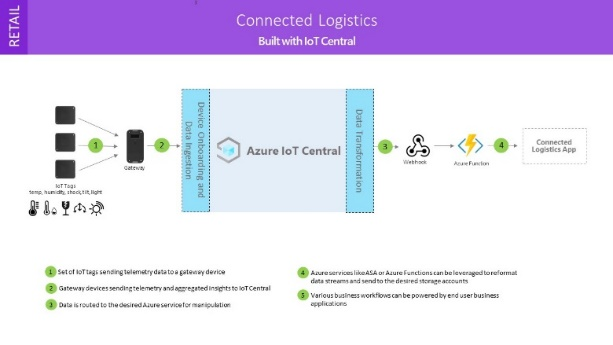 RETAIL
Connected Logistics
Built with IoT Central
Device Onboarding and
Data Ingestion
Azure IoT Central
Data Transformation
1
2
3
4
Gateway
Webhook
Azure Function
Connected
Logistics App
IoT Tags
temp, humidity, shock, tilt, light
1 Set of IoT tags sending telemetry data to a gateway device
2 Gateway devices sending telemetry and aggregated insights to IoT Central
3 Data is routed to the desired Azure service for manipulation
4 Azure services like ASA or Azure Functions can be leveraged to reformat
data streams and send to the desired storage accounts
5 Various business workflows can be powered by end user business
applications